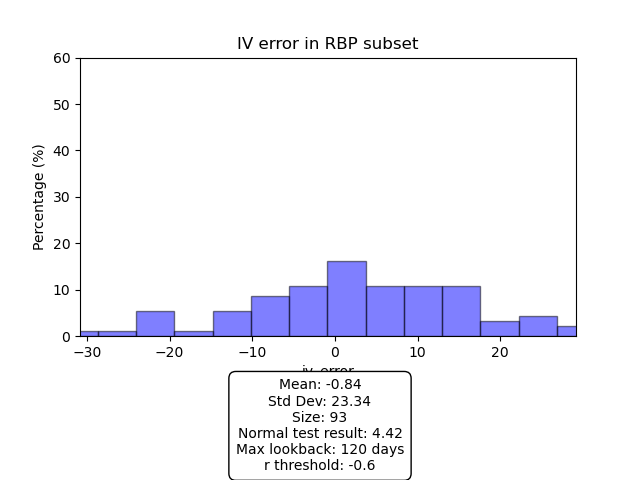 IV error in RBP subset
60
50
40
30
20
10
0
Percentage (%)
−30 −20 −10 0 10 20
iv_error
Mean: -0.84
Std Dev: 23.34
Size: 93
Normal test result: 4.42
Max lookback: 120 days
r threshold: -0.6